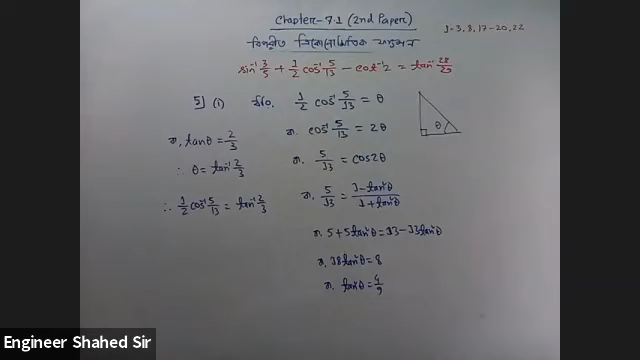 Chapter-7.1 (2nd Paper)
1-3, 8, 17-20, 22
বিপরীত ত্রিকোণমিতিক ফাংশন
sin⁻¹ 3/5 + 1/2 cos⁻¹ 5/13 - cot⁻¹ 2 = tan⁻¹ 28/29
5] (i) ধরি, 1/2 cos⁻¹ 5/13 = θ
বা, cos⁻¹ 5/13 = 2θ
বা, 5/13 = cos2θ
বা, 5/13 = (1-tan²θ)/(1+tan²θ)
বা, 5+5tan²θ = 13-13tan²θ
বা, 18tan²θ = 8
বা, tan²θ = 4/9
বা, tanθ = 2/3
∴ θ = tan⁻¹ 2/3
∴ 1/2 cos⁻¹ 5/13 = tan⁻¹ 2/3
θ
Engineer Shahed Sir